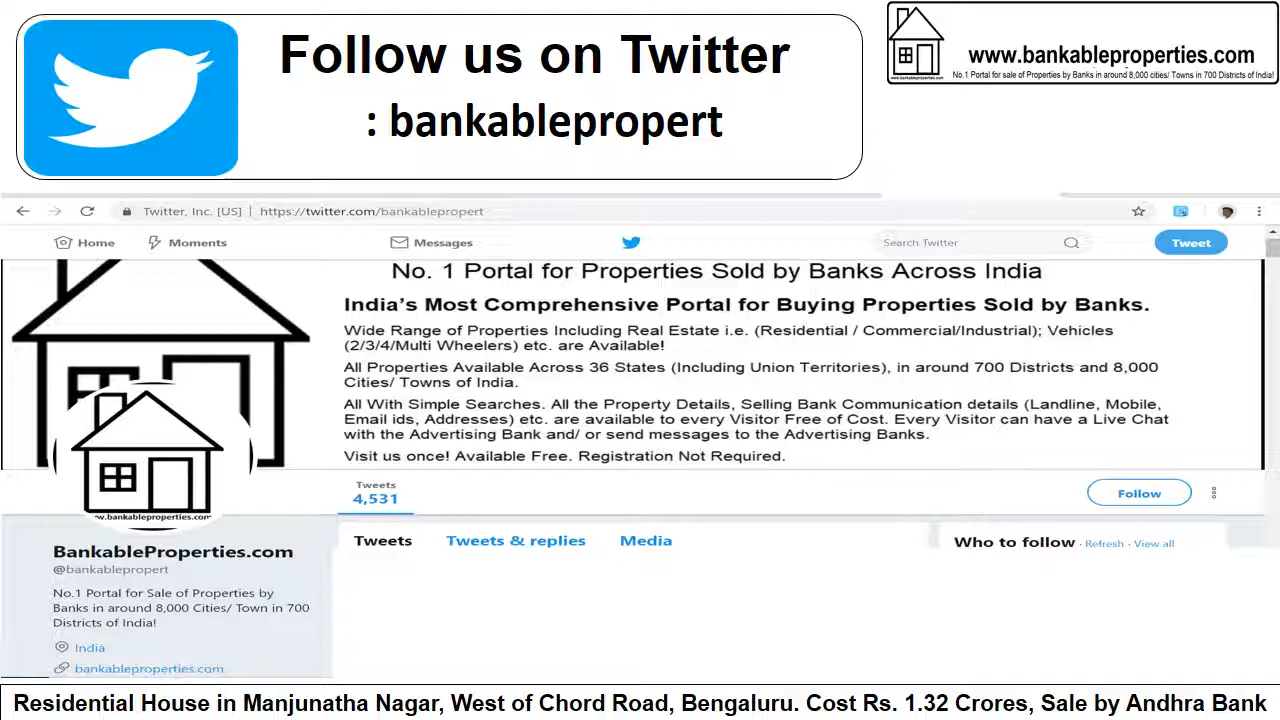 Follow us on Twitter
: bankablepropert
www.bankableproperties.com
No.1 Portal for sale of Properties by Banks in around 8,000 cities/ Towns in 700 Districts of India!
Twitter, Inc. [US] | https://twitter.com/bankablepropert
Home Moments Messages Search Twitter Tweet
No. 1 Portal for Properties Sold by Banks Across India
India's Most Comprehensive Portal for Buying Properties Sold by Banks.
Wide Range of Properties Including Real Estate i.e. (Residential / Commercial/Industrial); Vehicles
(2/3/4/Multi Wheelers) etc. are Available!
All Properties Available Across 36 States (Including Union Territories), in around 700 Districts and 8,000
Cities/ Towns of India.
All With Simple Searches. All the Property Details, Selling Bank Communication details (Landline, Mobile,
Email ids, Addresses) etc. are available to every Visitor Free of Cost. Every Visitor can have a Live Chat
with the Advertising Bank and/ or send messages to the Advertising Banks.
Visit us once! Available Free. Registration Not Required.
www.bankableproperties.com
Tweets
4,531
Follow
BankableProperties.com
@bankablepropert
No.1 Portal for Sale of Properties by
Banks in around 8,000 Cities/ Town in 700
Districts of India!
India
bankableproperties.com
Tweets Tweets & replies Media
Who to follow · Refresh · View all
Residential House in Manjunatha Nagar, West of Chord Road, Bengaluru. Cost Rs. 1.32 Crores, Sale by Andhra Bank